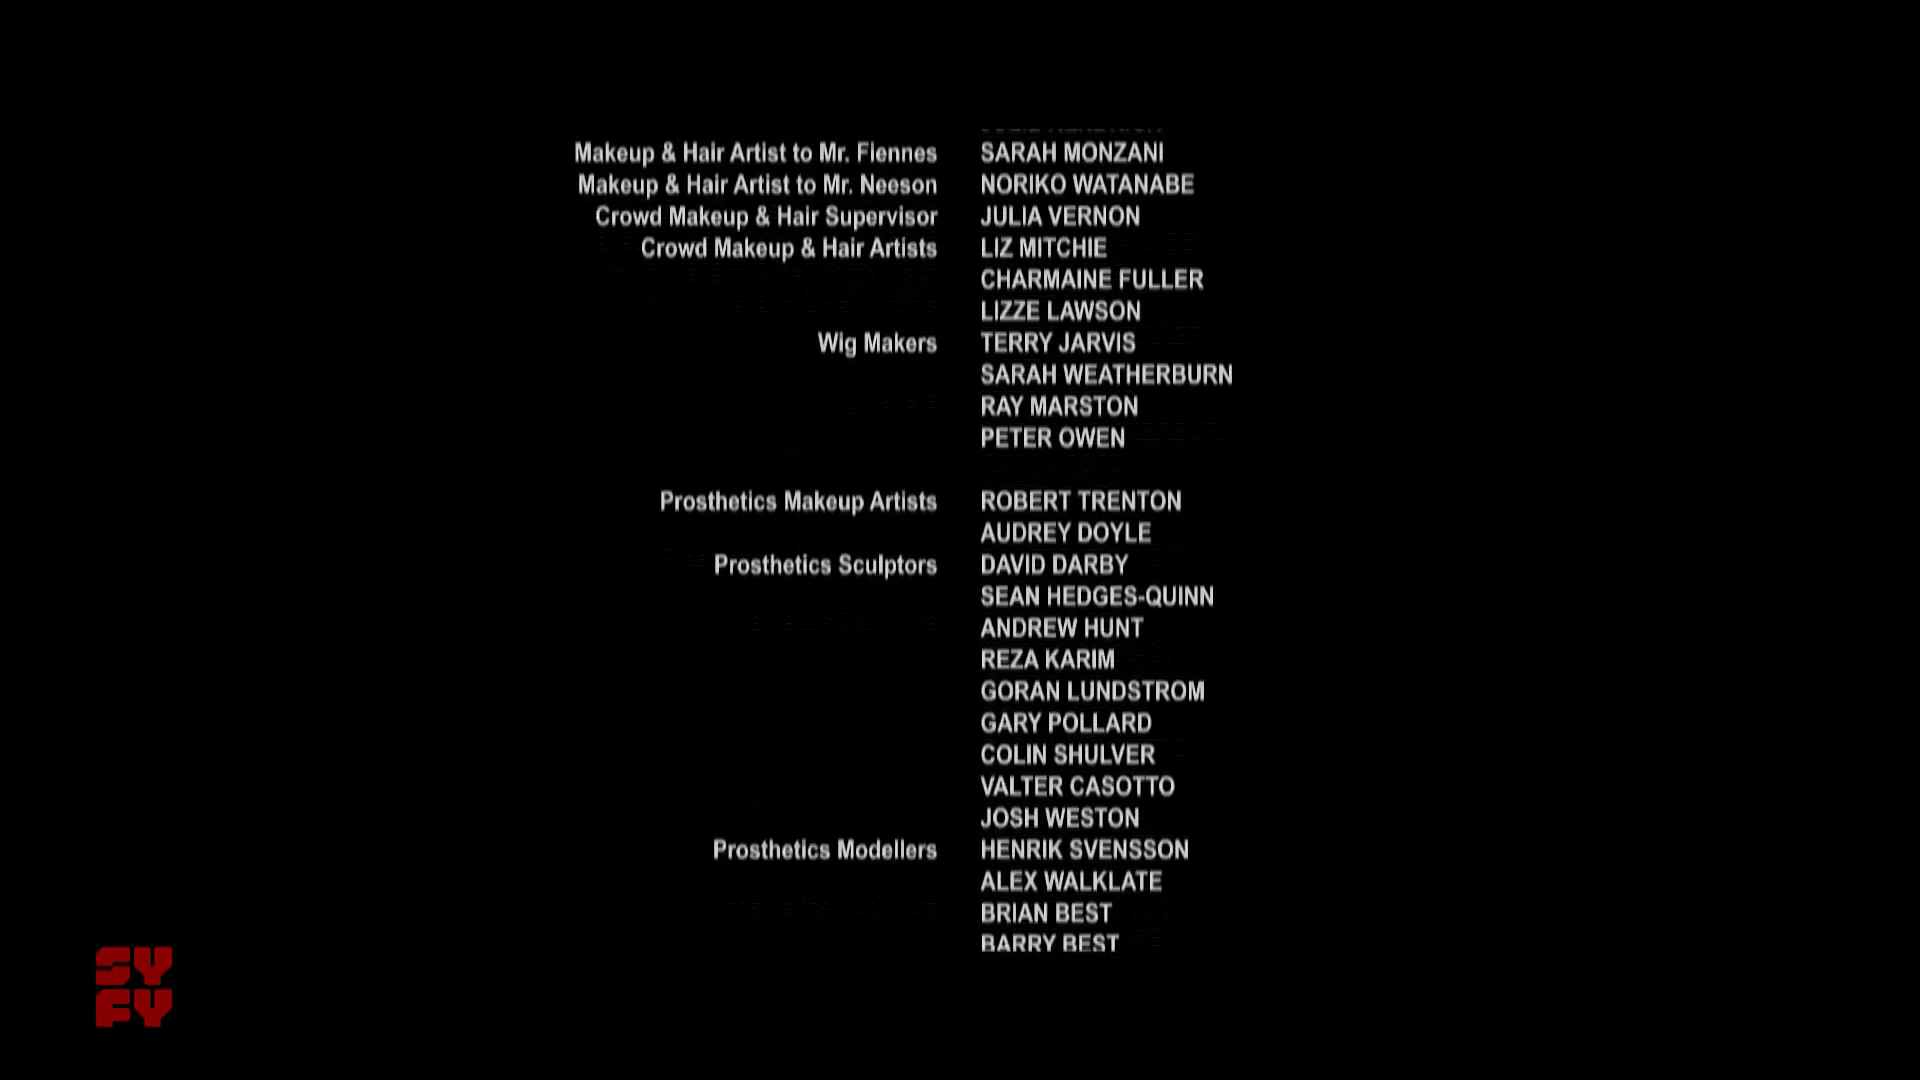 Makeup & Hair Artist to Mr. Fiennes SARAH MONZANI
Makeup & Hair Artist to Mr. Neeson NORIKO WATANABE
Crowd Makeup & Hair Supervisor JULIA VERNON
Crowd Makeup & Hair Artists LIZ MITCHIE
CHARMAINE FULLER
LIZZE LAWSON
Wig Makers TERRY JARVIS
SARAH WEATHERBURN
RAY MARSTON
PETER OWEN
Prosthetics Makeup Artists ROBERT TRENTON
AUDREY DOYLE
Prosthetics Sculptors DAVID DARBY
SEAN HEDGES-QUINN
ANDREW HUNT
REZA KARIM
GORAN LUNDSTROM
GARY POLLARD
COLIN SHULVER
VALTER CASOTTO
JOSH WESTON
Prosthetics Modellers HENRIK SVENSSON
ALEX WALKLATE
BRIAN BEST
BARRY BEST
SY
FY